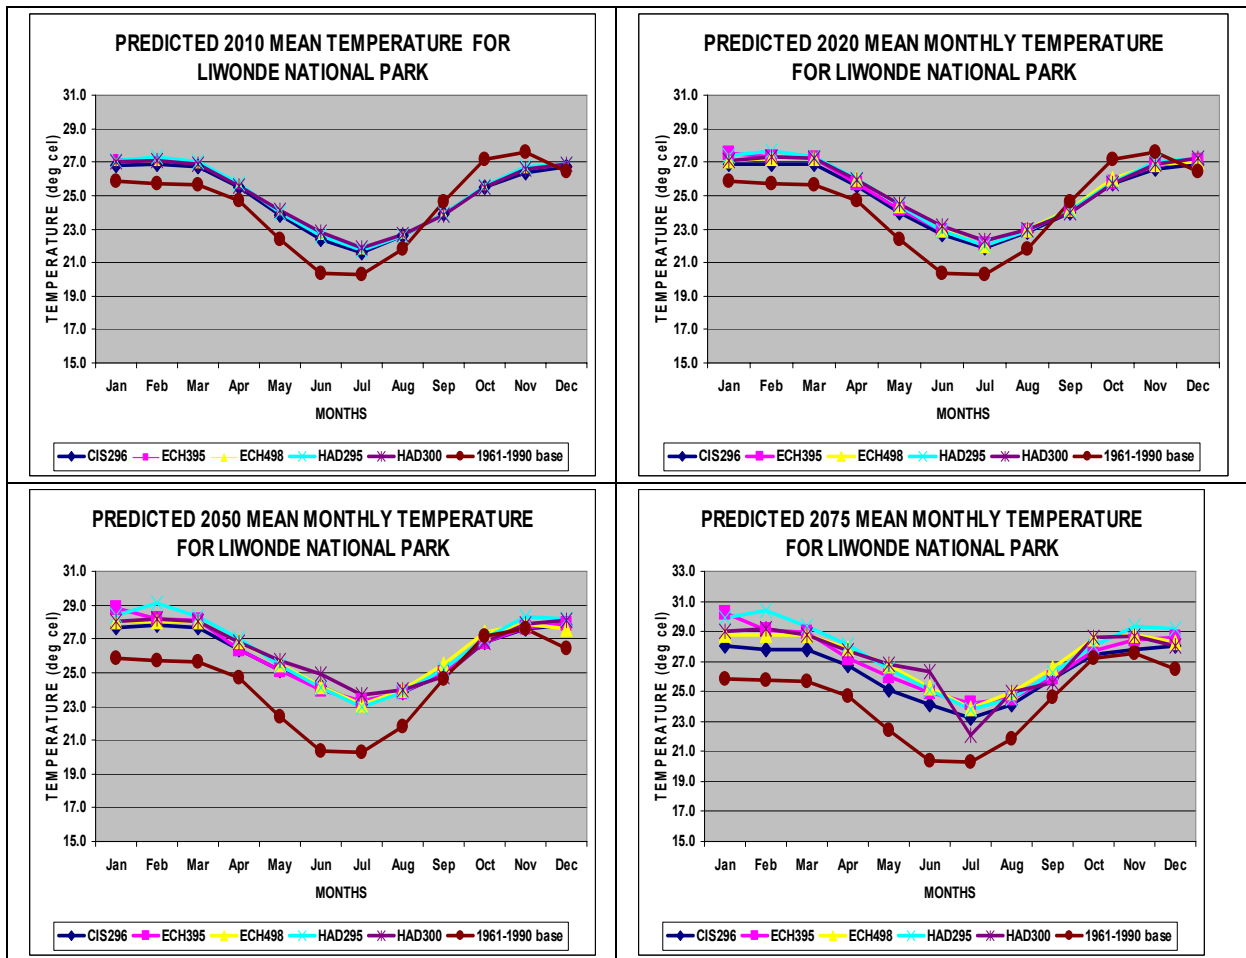 PREDICTED 2010 MEAN TEMPERATURE FOR
LIWONDE NATIONAL PARK
TEMPERATURE (deg cel)
31.0
29.0
27.0
25.0
23.0
21.0
19.0
17.0
15.0
Jan Feb Mar Apr May Jun Jul Aug Sep Oct Nov Dec
MONTHS
CIS296 ECH395 ECH498 HAD295 HAD300 1961-1990 base
PREDICTED 2020 MEAN MONTHLY TEMPERATURE
FOR LIWONDE NATIONAL PARK
TEMPERATURE (deg cel)
31.0
29.0
27.0
25.0
23.0
21.0
19.0
17.0
15.0
Jan Feb Mar Apr May Jun Jul Aug Sep Oct Nov Dec
MONTHS
CIS296 ECH395 ECH498 HAD295 HAD300 1961-1990 base
PREDICTED 2050 MEAN MONTHLY TEMPERATURE
FOR LIWONDE NATIONAL PARK
TEMPERATURE (deg cel)
31.0
29.0
27.0
25.0
23.0
21.0
19.0
17.0
15.0
Jan Feb Mar Apr May Jun Jul Aug Sep Oct Nov Dec
MONTHS
CIS296 ECH395 ECH498 HAD295 HAD300 1961-1990 base
PREDICTED 2075 MEAN MONTHLY TEMPERATURE
FOR LIWONDE NATIONAL PARK
TEMPERATURE (deg cel)
33.0
31.0
29.0
27.0
25.0
23.0
21.0
19.0
17.0
15.0
Jan Feb Mar Apr May Jun Jul Aug Sep Oct Nov Dec
MONTHS
CIS296 ECH395 ECH498 HAD295 HAD300 1961-1990 base